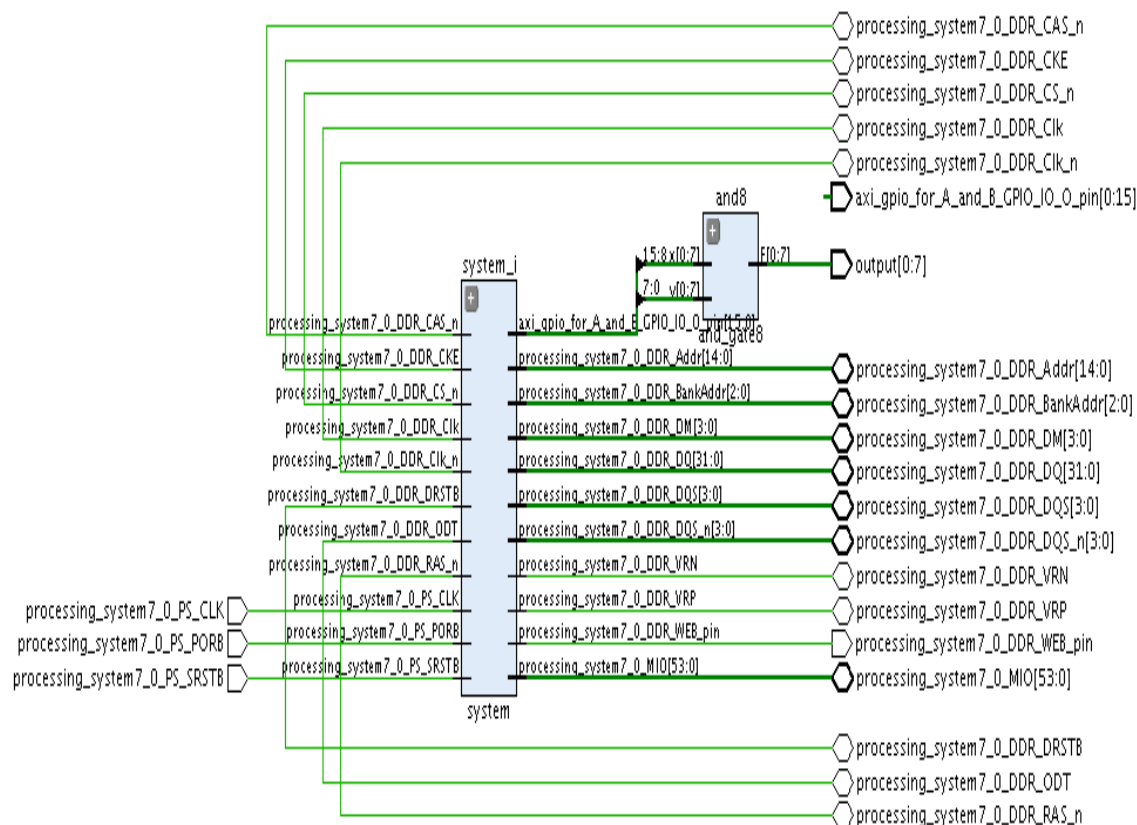 processing_system7_0_DDR_CAS_n
processing_system7_0_DDR_CKE
processing_system7_0_DDR_CS_n
processing_system7_0_DDR_Clk
processing_system7_0_DDR_Clk_n
and8
axi_gpio_for_A_and_B_GPIO_IO_O_pin[0:15]
15:8 x[0:7]
F[0:7]
output[0:7]
7:0 y[0:7]
and_gate8
system_i
processing_system7_0_DDR_CAS_n
axi_gpio_for_A_and_B_GPIO_IO_O_pin[15:0]
processing_system7_0_DDR_CKE
processing_system7_0_DDR_Addr[14:0]
processing_system7_0_DDR_Addr[14:0]
processing_system7_0_DDR_CS_n
processing_system7_0_DDR_BankAddr[2:0]
processing_system7_0_DDR_BankAddr[2:0]
processing_system7_0_DDR_Clk
processing_system7_0_DDR_DM[3:0]
processing_system7_0_DDR_DM[3:0]
processing_system7_0_DDR_Clk_n
processing_system7_0_DDR_DQ[31:0]
processing_system7_0_DDR_DQ[31:0]
processing_system7_0_DDR_DRSTB
processing_system7_0_DDR_DQS[3:0]
processing_system7_0_DDR_DQS[3:0]
processing_system7_0_DDR_ODT
processing_system7_0_DDR_DQS_n[3:0]
processing_system7_0_DDR_DQS_n[3:0]
processing_system7_0_DDR_RAS_n
processing_system7_0_DDR_VRN
processing_system7_0_DDR_VRN
processing_system7_0_PS_CLK
processing_system7_0_PS_CLK
processing_system7_0_DDR_VRP
processing_system7_0_DDR_VRP
processing_system7_0_PS_PORB
processing_system7_0_PS_PORB
processing_system7_0_DDR_WEB_pin
processing_system7_0_DDR_WEB_pin
processing_system7_0_PS_SRSTB
processing_system7_0_PS_SRSTB
processing_system7_0_MIO[53:0]
processing_system7_0_MIO[53:0]
system
processing_system7_0_DDR_DRSTB
processing_system7_0_DDR_ODT
processing_system7_0_DDR_RAS_n